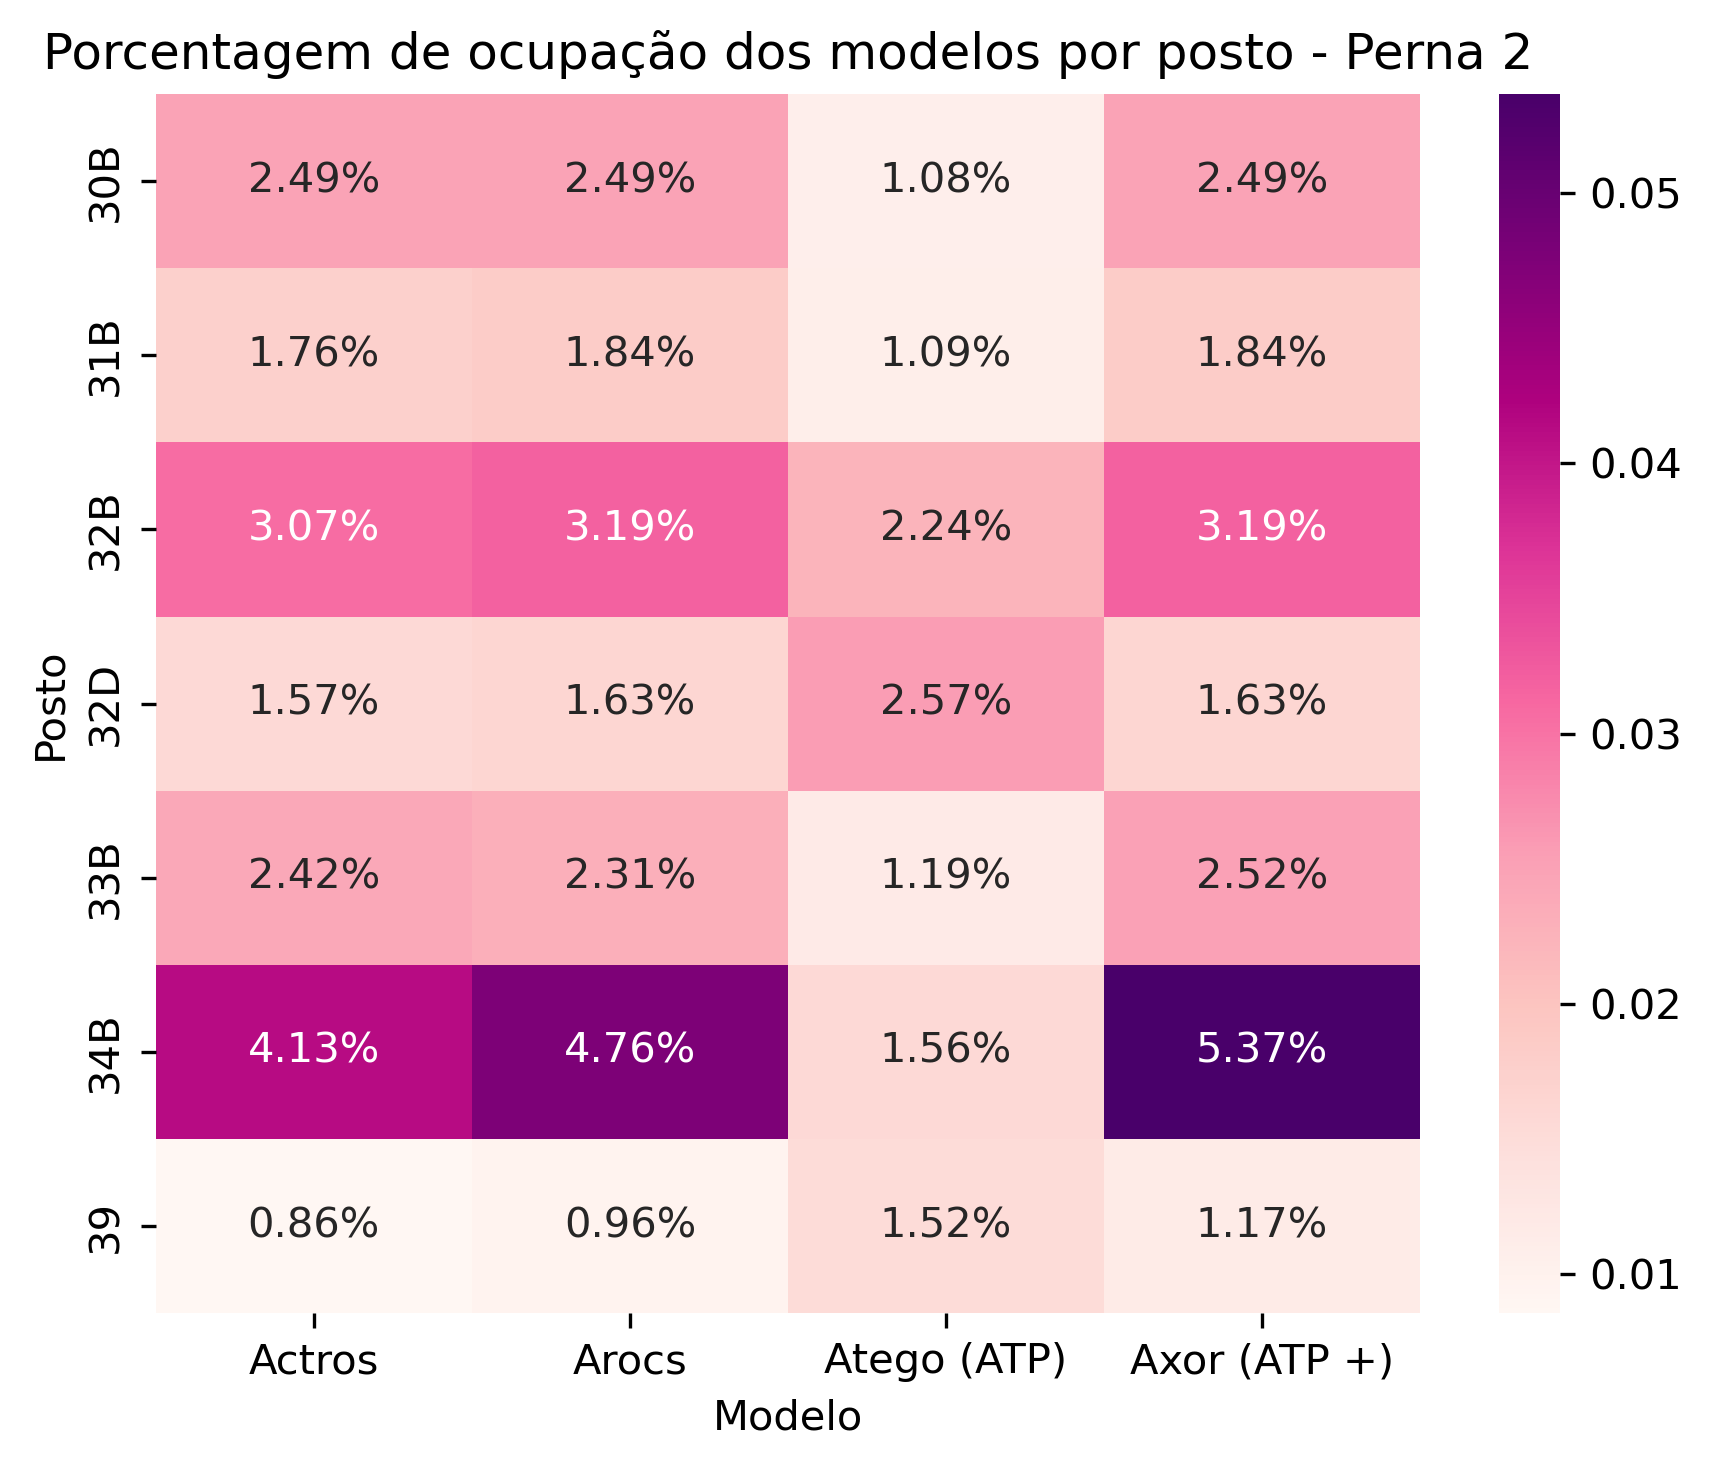 Porcentagem de ocupação dos modelos por posto - Perna 2
Posto
30B 2.49% 2.49% 1.08% 2.49%
31B 1.76% 1.84% 1.09% 1.84%
32B 3.07% 3.19% 2.24% 3.19%
32D 1.57% 1.63% 2.57% 1.63%
33B 2.42% 2.31% 1.19% 2.52%
34B 4.13% 4.76% 1.56% 5.37%
39 0.86% 0.96% 1.52% 1.17%
Actros Arocs Atego (ATP) Axor (ATP +)
Modelo
0.05
0.04
0.03
0.02
0.01